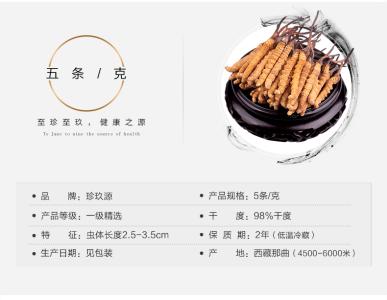 五条/克
至珍至玖，健康之源
To Jane to nine the source of health
• 品 牌：珍玖源
• 产品规格：5条/克
• 产品等级：一级精选
• 干 度：98%干度
• 特 征：虫体长度2.5-3.5cm
• 保 质 期：2年（低温冷藏）
• 生产日期：见包装
• 产 地：西藏那曲（4500-6000米）